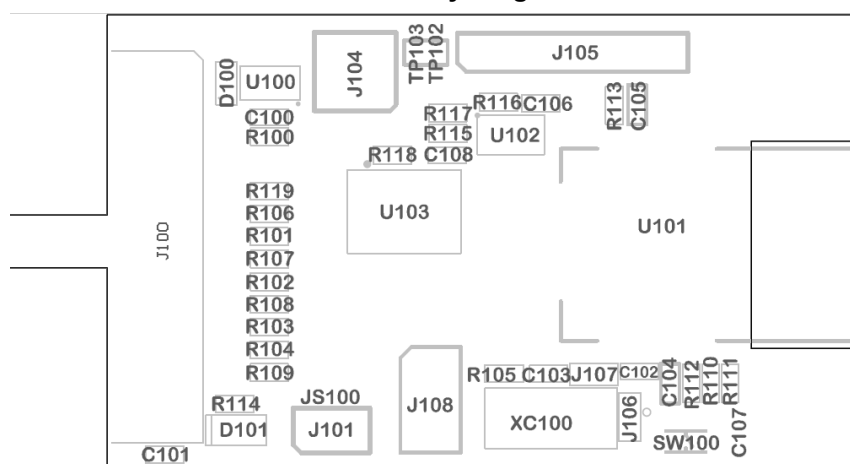 TP103
TP102
J104
J105
D100
U100
C100
R100
R116
C106
R117
R115
C108
U102
R113
C105
R118
R119
R106
R101
R107
R102
R108
R103
R104
R109
J100
U103
U101
R105
C103
J107
C102
C104
R112
R110
R111
R114
D101
JS100
J101
J108
XC100
J106
SW100
C107
C101